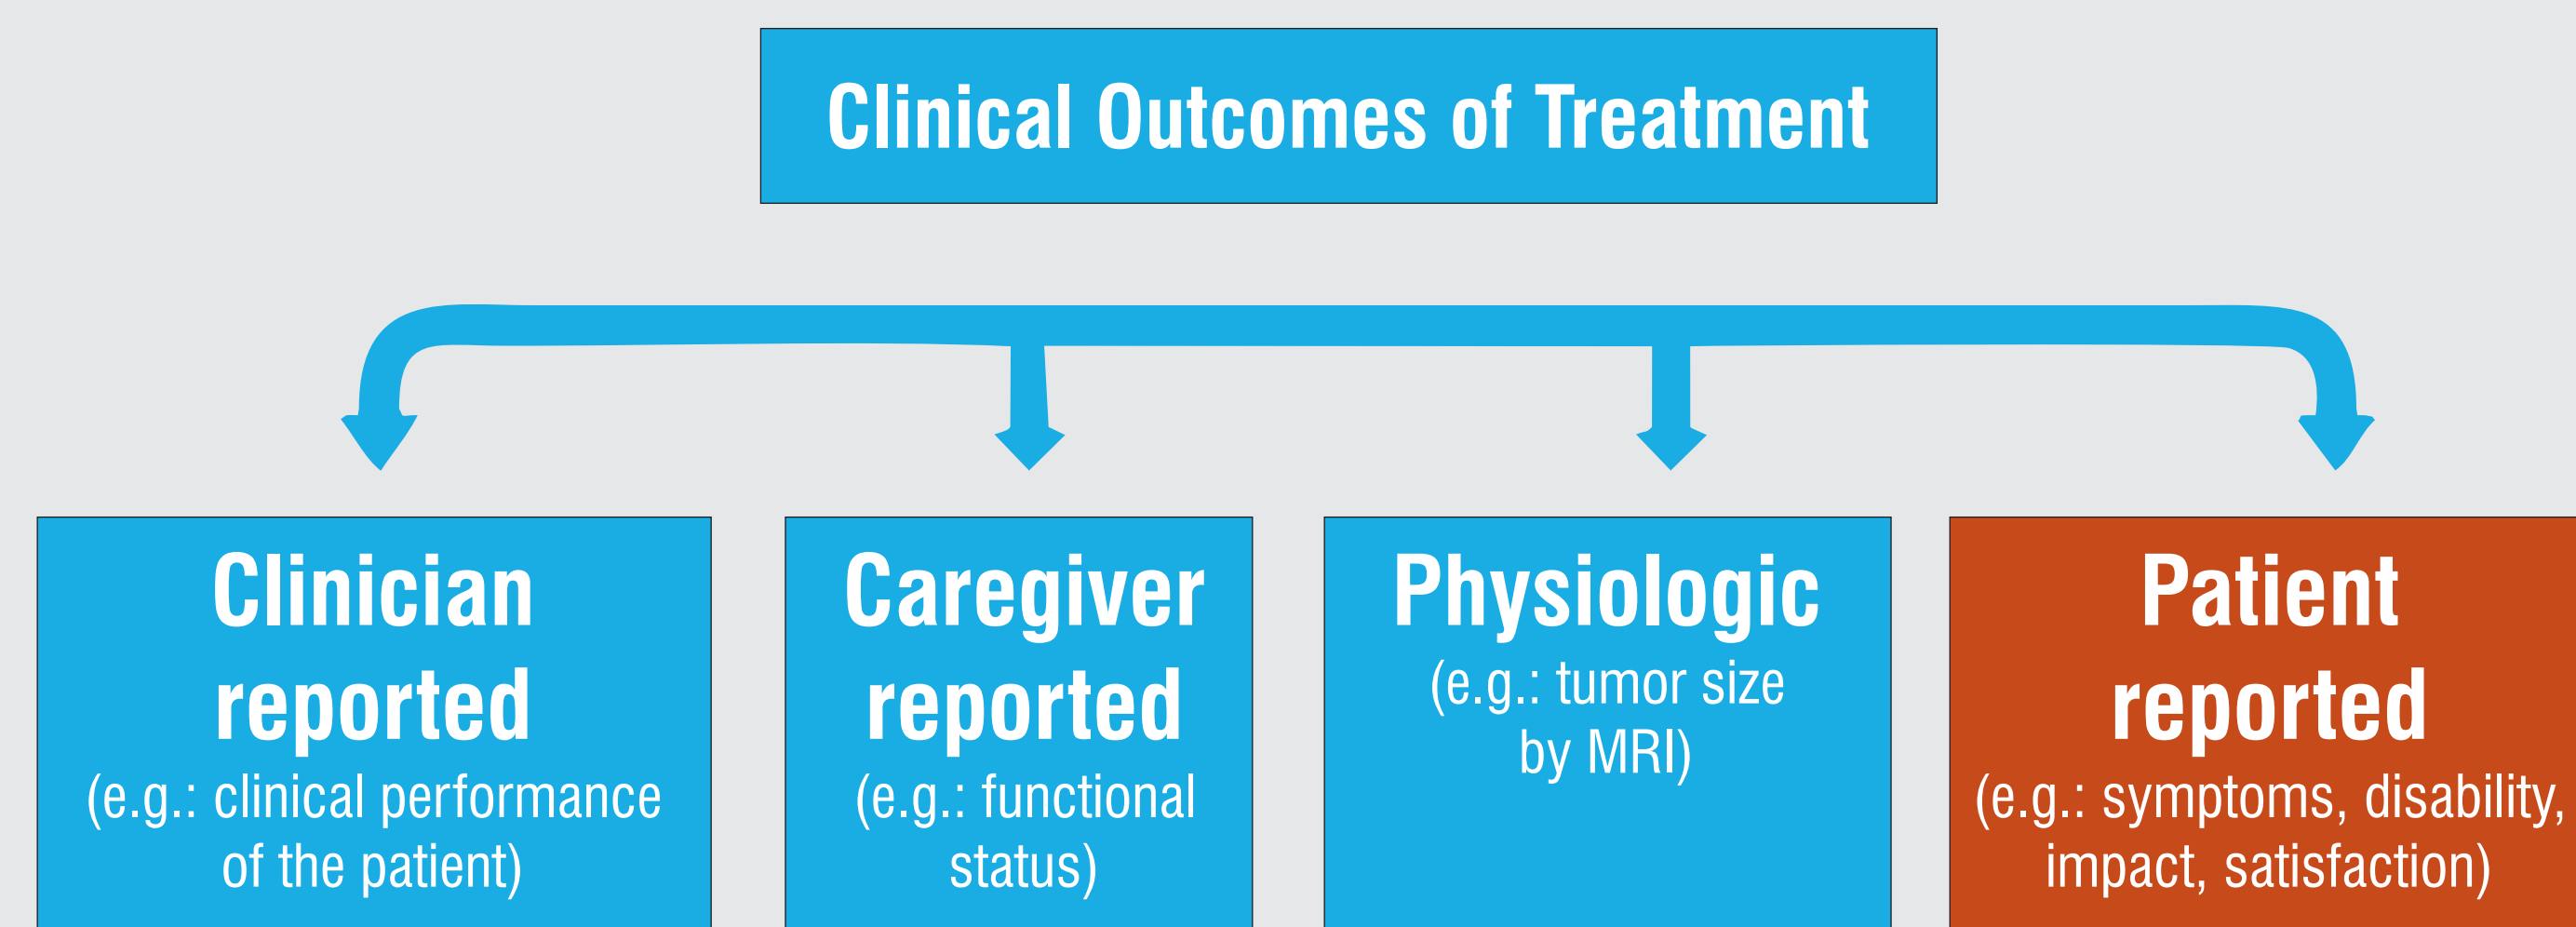 Clinical Outcomes of Treatment
Clinician
reported
(e.g.: clinical performance
of the patient)
Caregiver
reported
(e.g.: functional
status)
Physiologic
(e.g.: tumor size
by MRI)
Patient
reported
(e.g.: symptoms, disability,
impact, satisfaction)